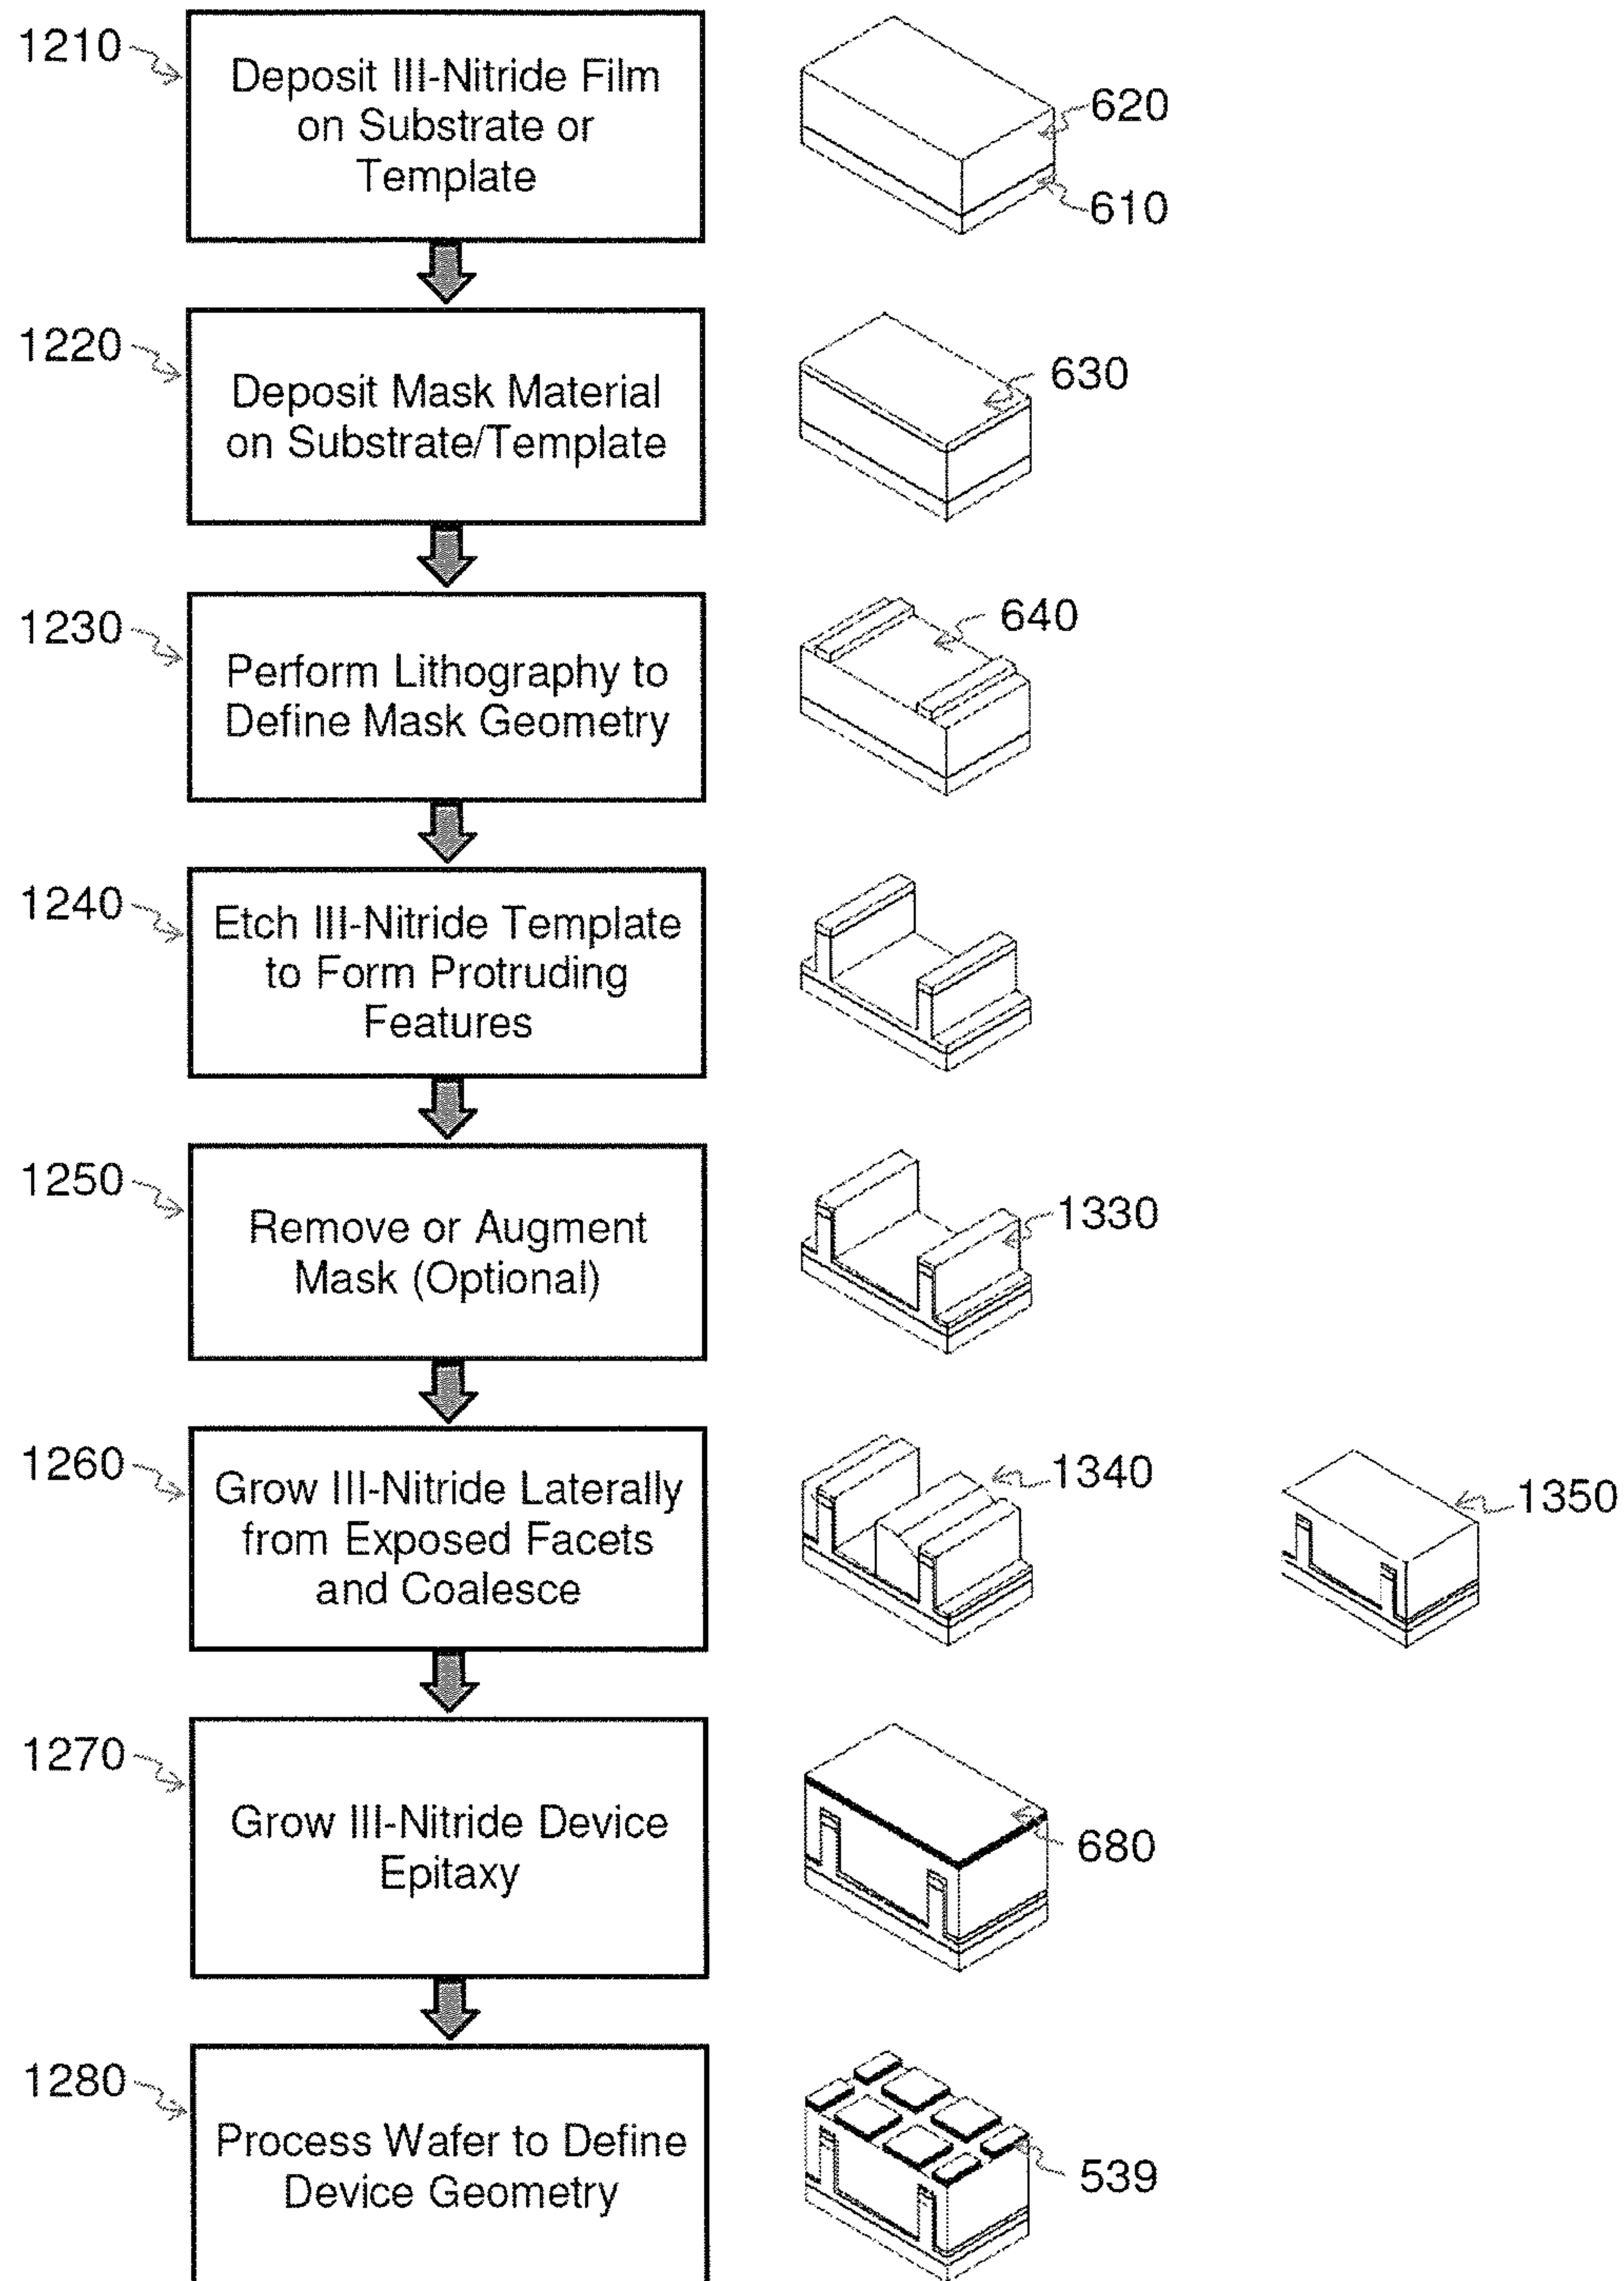 1210
Deposit III-Nitride Film
on Substrate or
Template
620
610
1220
Deposit Mask Material
on Substrate/Template
630
1230
Perform Lithography to
Define Mask Geometry
640
1240
Etch III-Nitride Template
to Form Protruding
Features
1250
Remove or Augment
Mask (Optional)
1330
1260
Grow III-Nitride Laterally
from Exposed Facets
and Coalesce
1340
1350
1270
Grow III-Nitride Device
Epitaxy
680
1280
Process Wafer to Define
Device Geometry
539